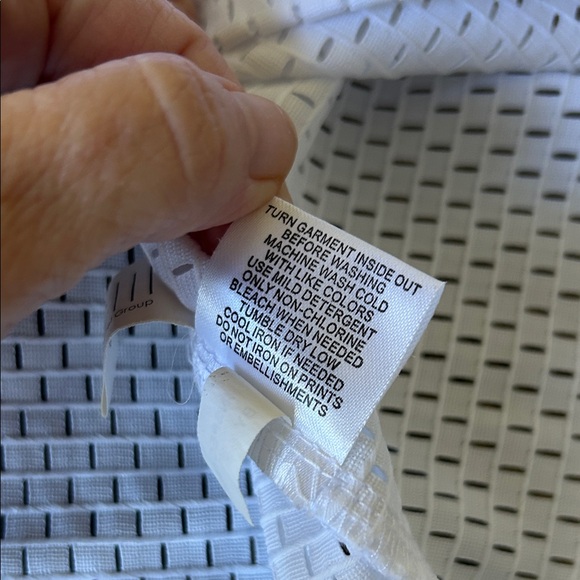 TURN GARMENT INSIDE OUT
BEFORE WASHING
MACHINE WASH COLD
WITH LIKE COLORS
USE MILD DETERGENT
ONLY NON-CHLORINE
BLEACH WHEN NEEDED
TUMBLE DRY LOW
COOL IRON IF NEEDED
DO NOT IRON ON PRINTS
OR EMBELLISHMENTS
Group